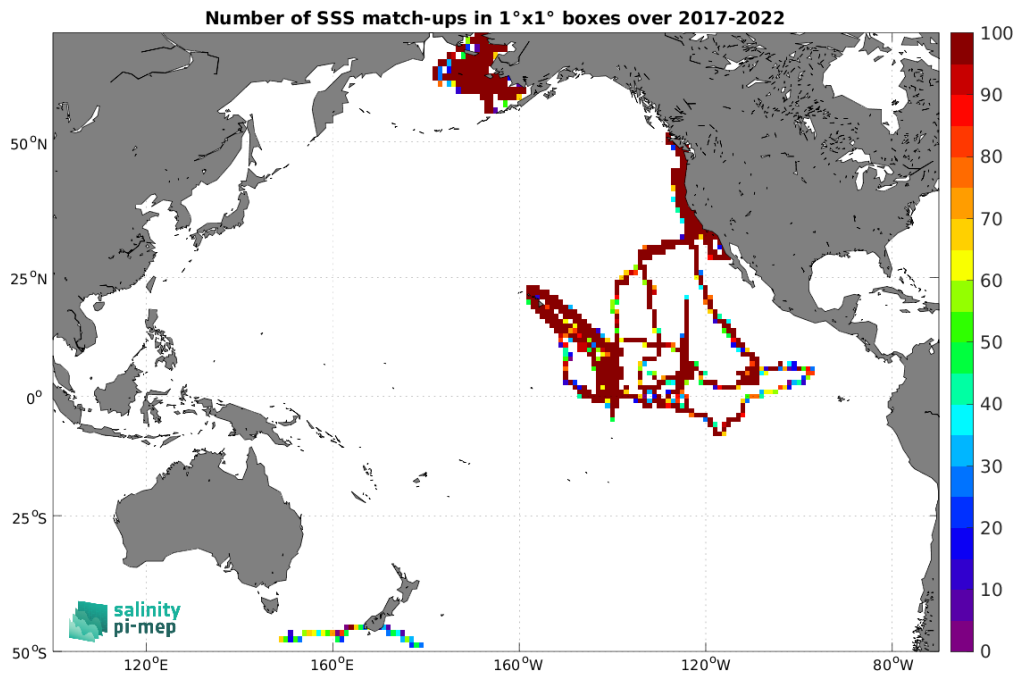 Number of SSS match-ups in 1°x1° boxes over 2017-2022
100
90
80
70
60
50
40
30
20
10
0
50°N
25°N
0°
25°S
50°S
salinity
pi-mep
120°E
160°E
160°W
120°W
80°W